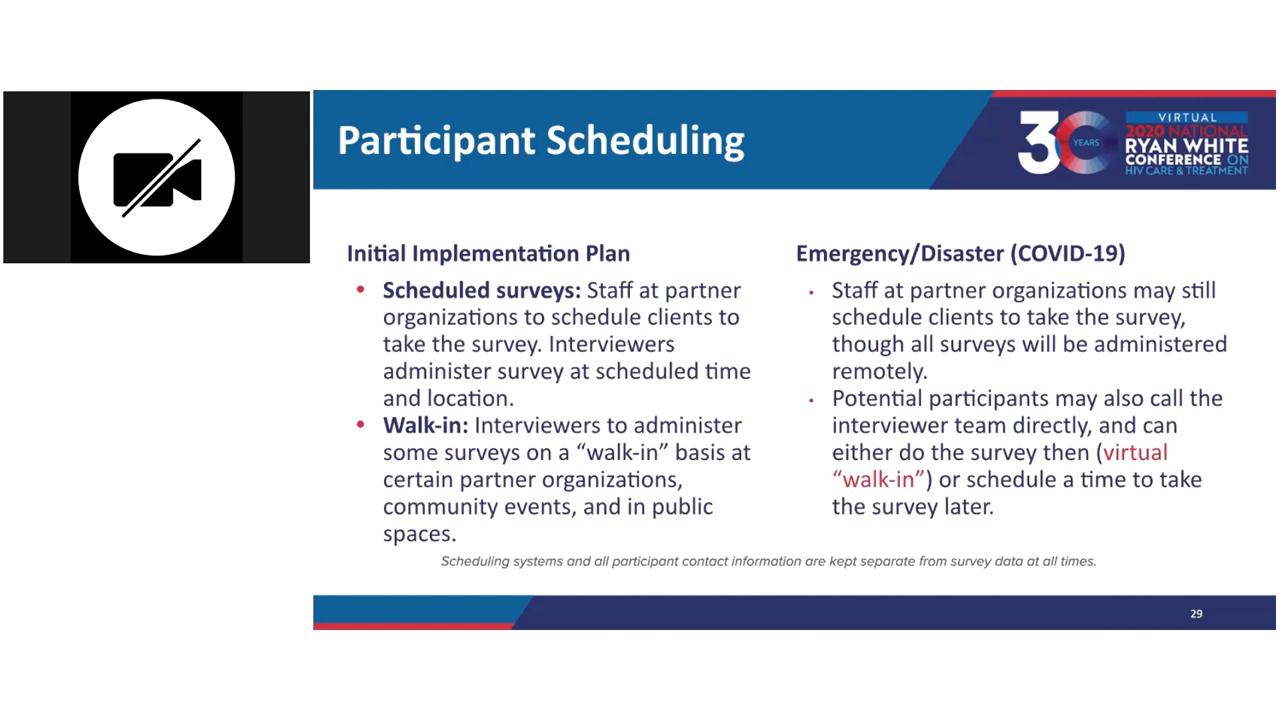 Participant Scheduling
30 YEARS
VIRTUAL
2020 NATIONAL
RYAN WHITE
CONFERENCE ON
HIV CARE & TREATMENT
Initial Implementation Plan
• Scheduled surveys: Staff at partner
organizations to schedule clients to
take the survey. Interviewers
administer survey at scheduled time
and location.
• Walk-in: Interviewers to administer
some surveys on a “walk-in” basis at
certain partner organizations,
community events, and in public
spaces.
Emergency/Disaster (COVID-19)
• Staff at partner organizations may still
schedule clients to take the survey,
though all surveys will be administered
remotely.
• Potential participants may also call the
interviewer team directly, and can
either do the survey then (virtual
“walk-in”) or schedule a time to take
the survey later.
Scheduling systems and all participant contact information are kept separate from survey data at all times.
29